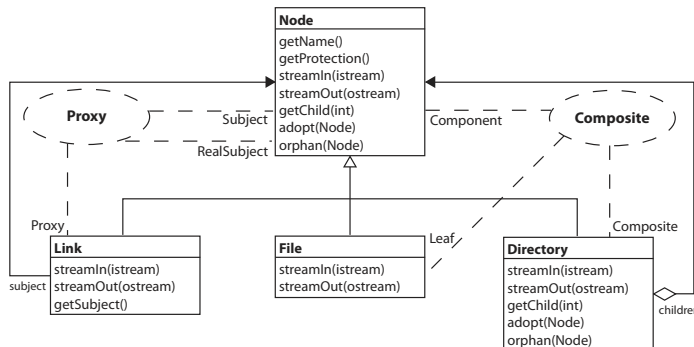 Node
getName()
getProtection()
streamIn(istream)
streamOut(ostream)
getChild(int)
adopt(Node)
orphan(Node)
Proxy
Subject
RealSubject
Component
Composite
Proxy
Leaf
Composite
Link
streamIn(istream)
streamOut(ostream)
getSubject()
subject
File
streamIn(istream)
streamOut(ostream)
Directory
streamIn(istream)
streamOut(ostream)
getChild(int)
adopt(Node)
orphan(Node)
children